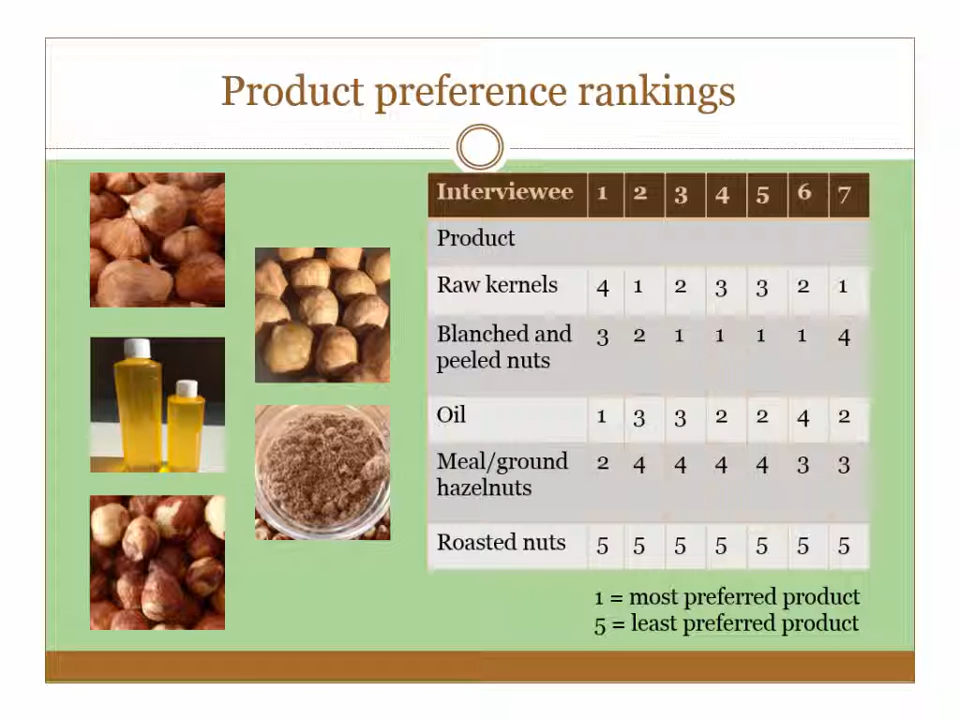 Product preference rankings
Interviewee 1 2 3 4 5 6 7
Product
Raw kernels 4 1 2 3 3 2 1
Blanched and
peeled nuts 3 2 1 1 1 1 4
Oil 1 3 3 2 2 4 2
Meal/ground
hazelnuts 2 4 4 4 4 3 3
Roasted nuts 5 5 5 5 5 5 5
1 = most preferred product
5 = least preferred product